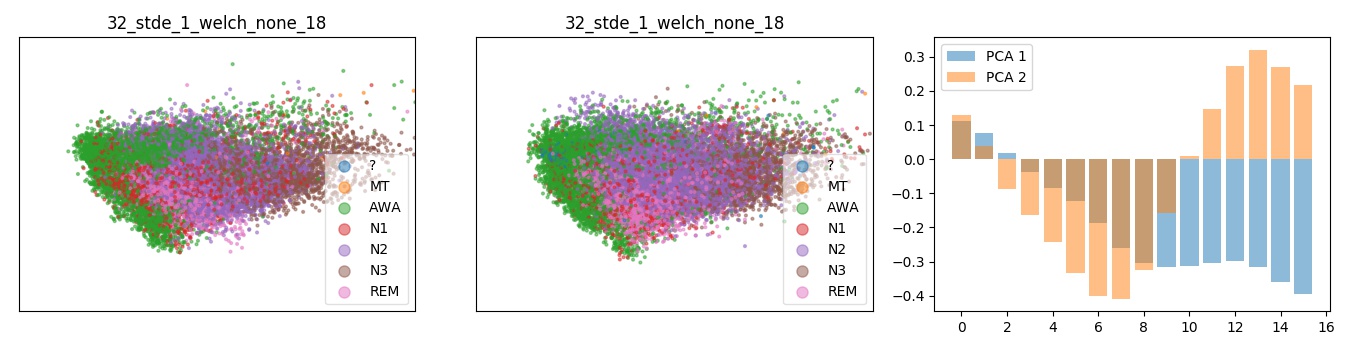 32_stde_1_welch_none_18
?
MT
AWA
N1
N2
N3
REM
32_stde_1_welch_none_18
?
MT
AWA
N1
N2
N3
REM
PCA 1
PCA 2
0.3
0.2
0.1
0.0
−0.1
−0.2
−0.3
−0.4
0 2 4 6 8 10 12 14 16